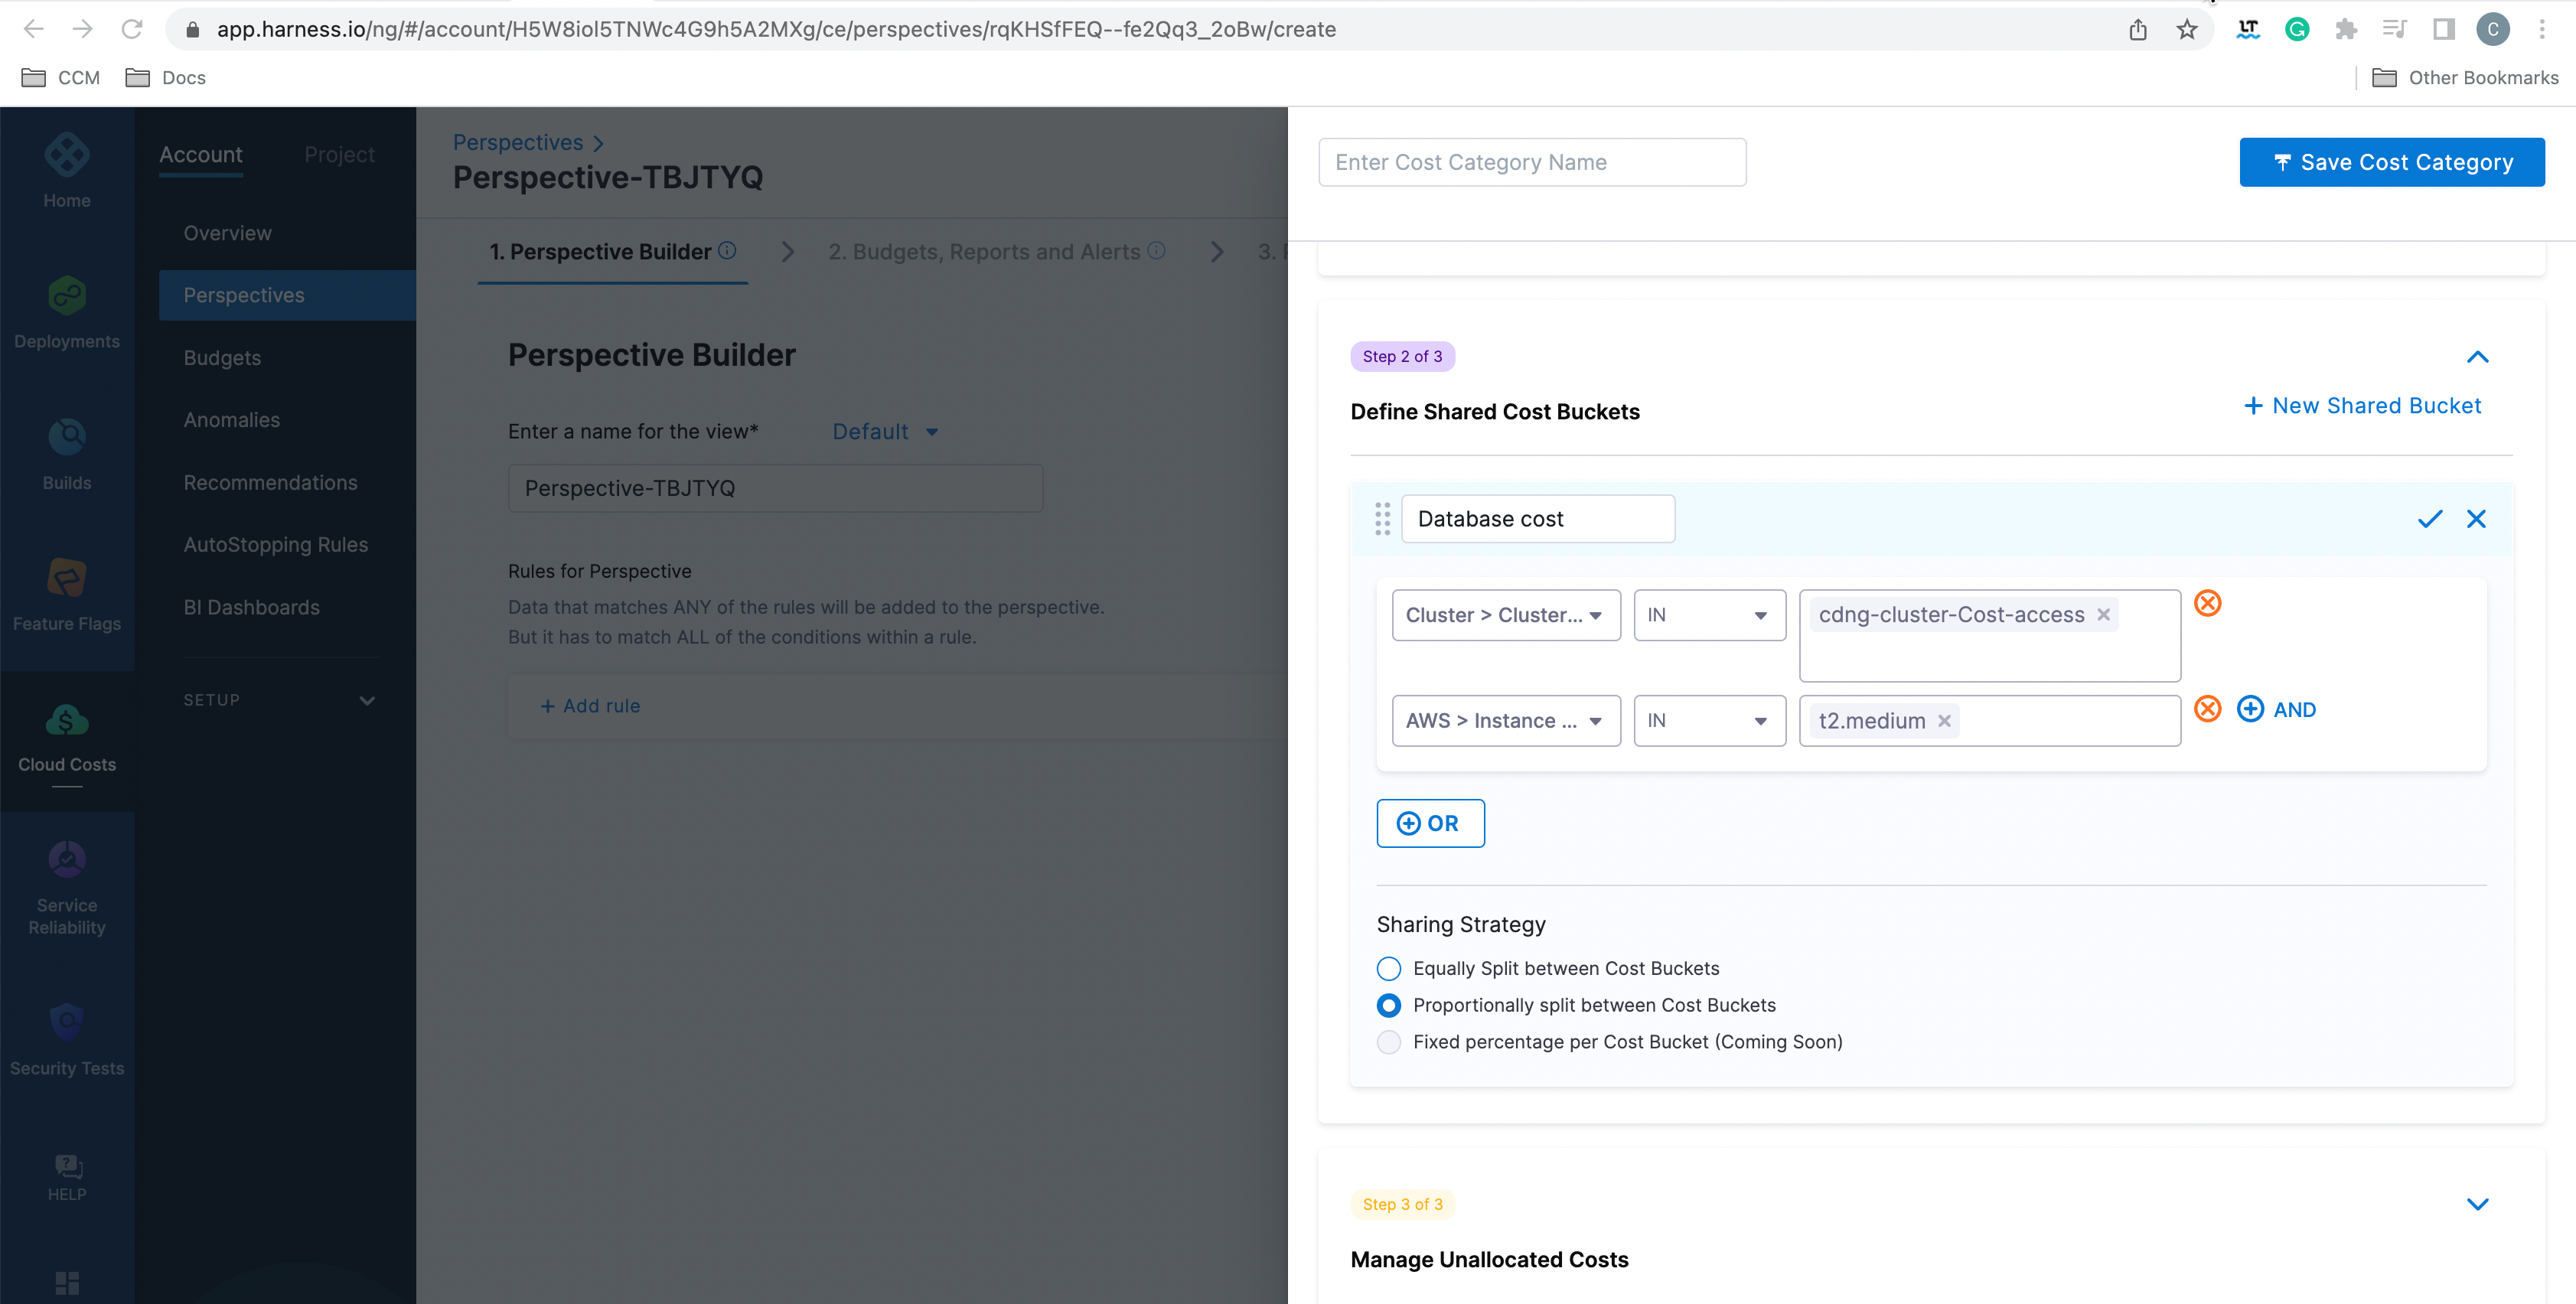 app.harness.io/ng/#/account/H5W8iol5TNWc4G9h5A2MXg/ce/perspectives/rqKHSfFEQ--fe2Qq3_2oBw/create
LT
G
C
CCM
Docs
Other Bookmarks
Home
Deployments
Builds
Feature Flags
Cloud Costs
Service
Reliability
Security Tests
HELP
Account
Project
Overview
Perspectives
Budgets
Anomalies
Recommendations
AutoStopping Rules
BI Dashboards
SETUP
Perspectives >
Perspective-TBJTYQ
1. Perspective Builder
2. Budgets, Reports and Alerts
3.
Perspective Builder
Enter a name for the view*
Default
Perspective-TBJTYQ
Rules for Perspective
Data that matches ANY of the rules will be added to the perspective.
But it has to match ALL of the conditions within a rule.
+ Add rule
Enter Cost Category Name
Save Cost Category
Step 2 of 3
Define Shared Cost Buckets
+ New Shared Bucket
Database cost
Cluster > Cluster...
IN
cdng-cluster-Cost-access
AWS > Instance ...
IN
t2.medium
AND
OR
Sharing Strategy
Equally Split between Cost Buckets
Proportionally split between Cost Buckets
Fixed percentage per Cost Bucket (Coming Soon)
Step 3 of 3
Manage Unallocated Costs